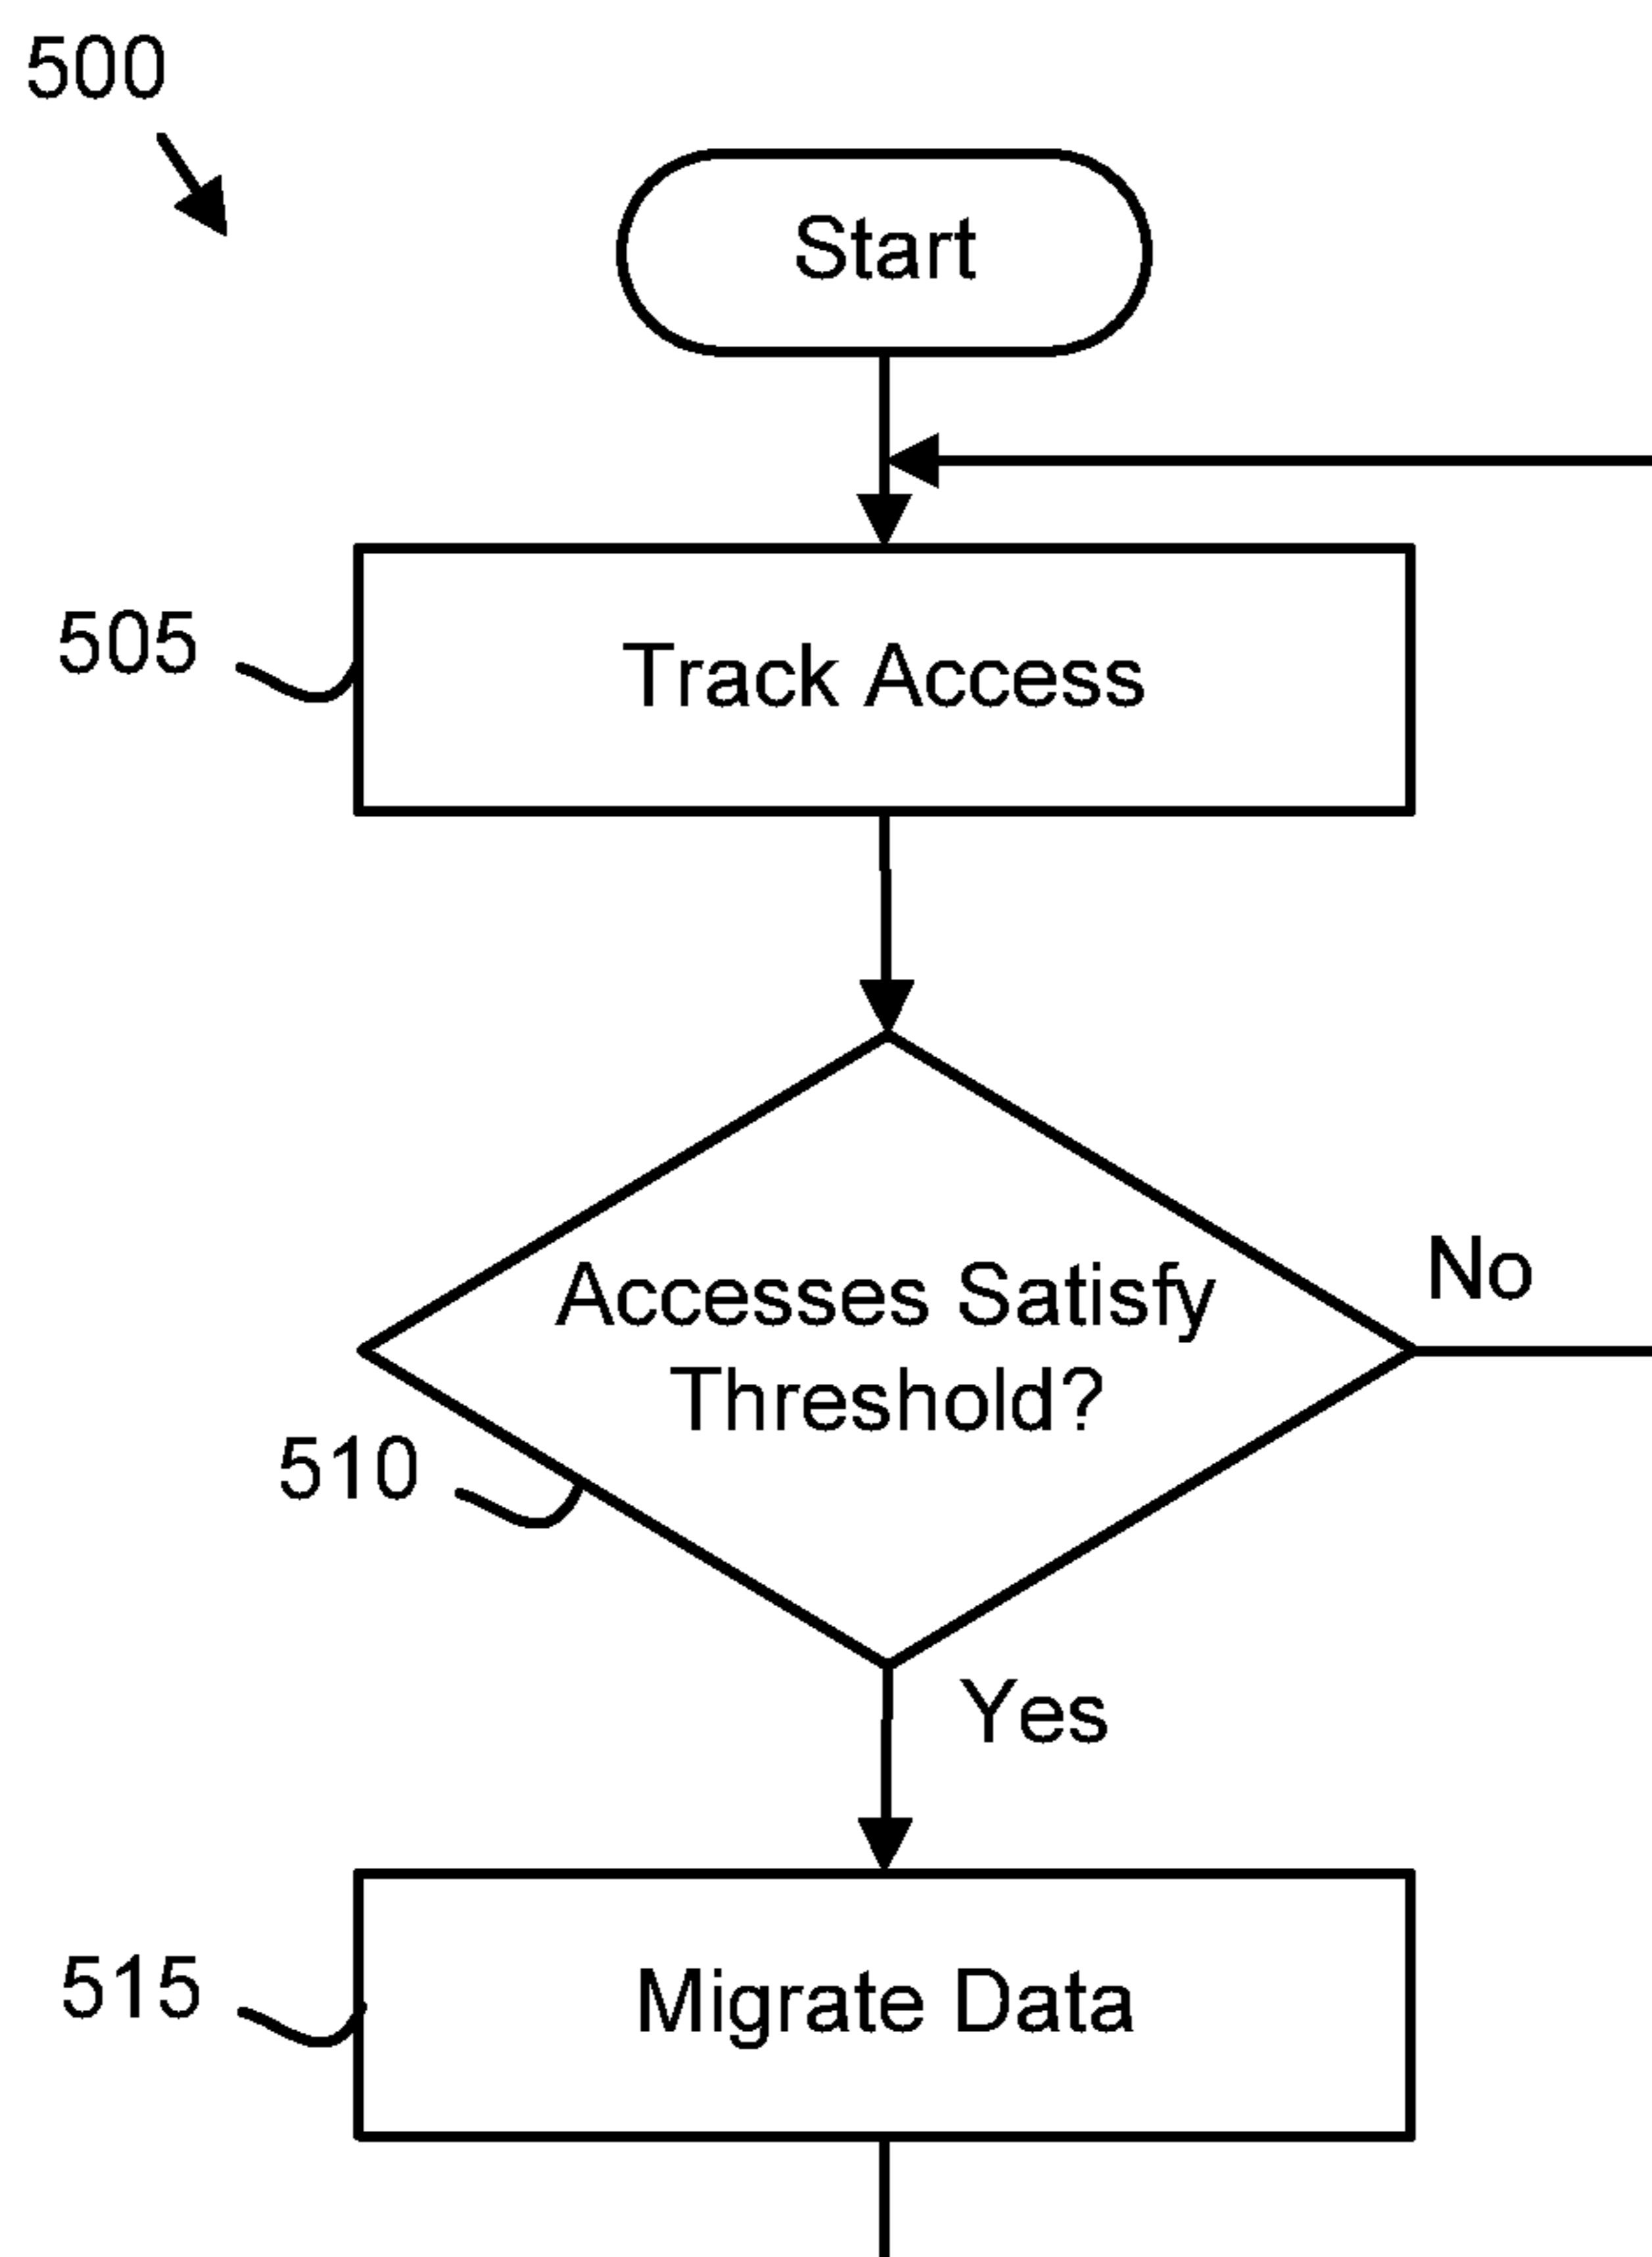 500
Start
505
Track Access
Accesses Satisfy
Threshold?
No
510
Yes
515
Migrate Data